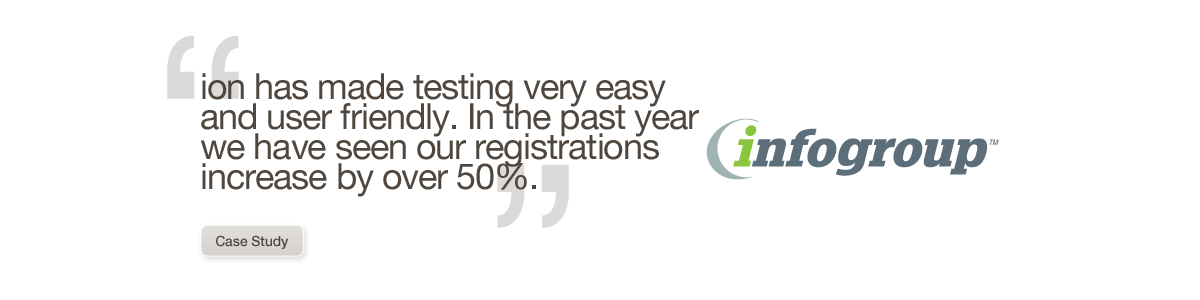 “
ion has made testing very easy
and user friendly. In the past year
we have seen our registrations
increase by over 50%.
”
infogroup™
Case Study